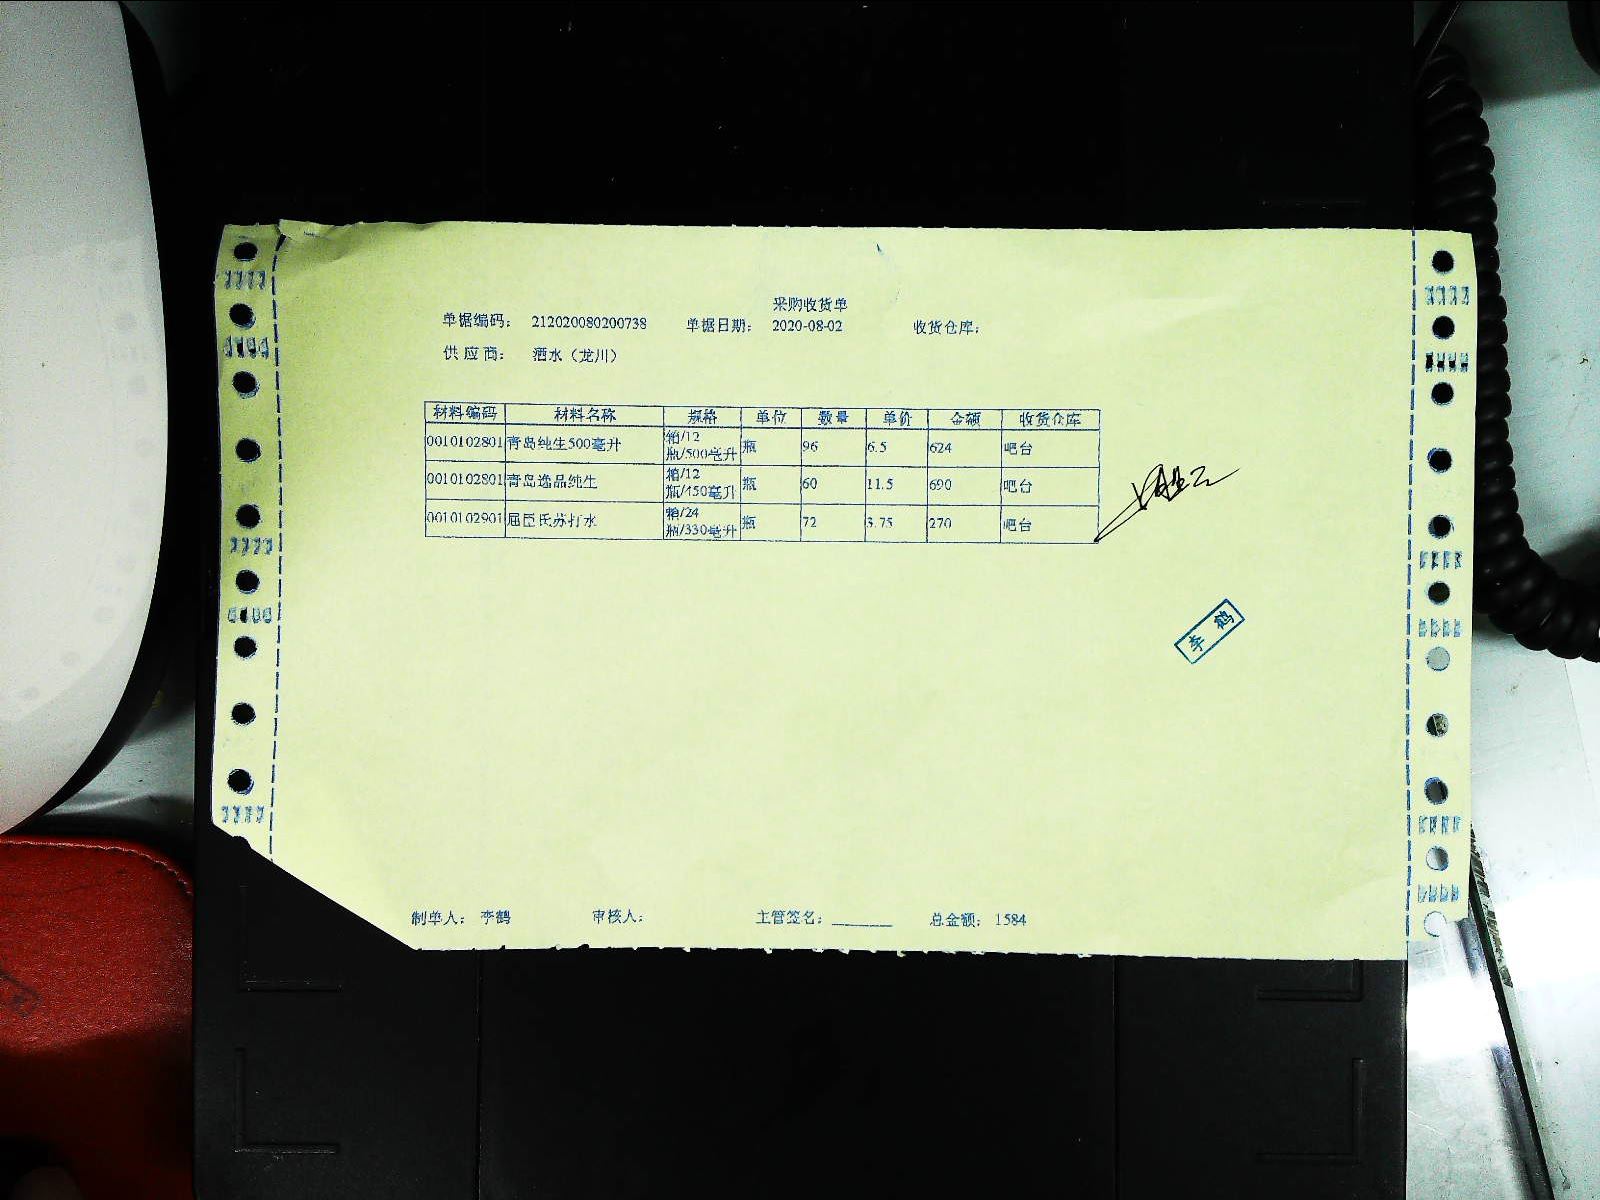 采购收货单
单据编码： 212020080200738 单据日期： 2020-08-02 收货仓库：
供应商： 酒水（龙川）
材料编码 材料名称 规格 单位 数量 单价 金额 收货仓库
0010102801 青岛纯生500毫升 箱/12瓶/500毫升 瓶 96 6.5 624 吧台
0010102801 青岛逸品纯生 箱/12瓶/450毫升 瓶 60 11.5 690 吧台
0010102901 屈臣氏苏打水 箱/24瓶/330毫升 瓶 72 3.75 270 吧台
李鹤
制单人： 李鹤 审核人： 主管签名：______ 总金额： 1584